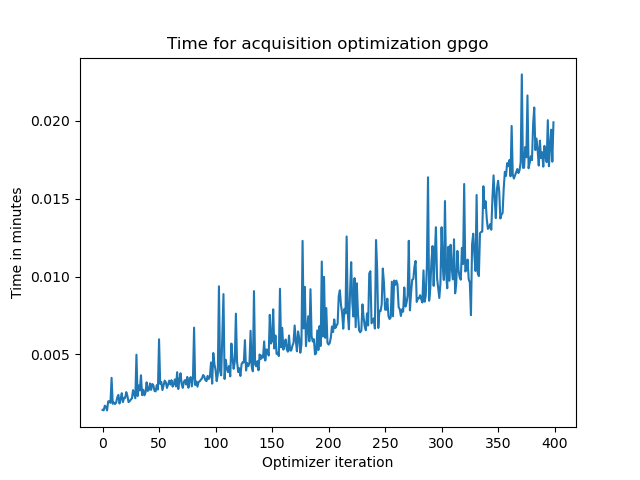 Time for acquisition optimization gpgo
0.020
0.015
0.010
0.005
Time in minutes
0 50 100 150 200 250 300 350 400
Optimizer iteration